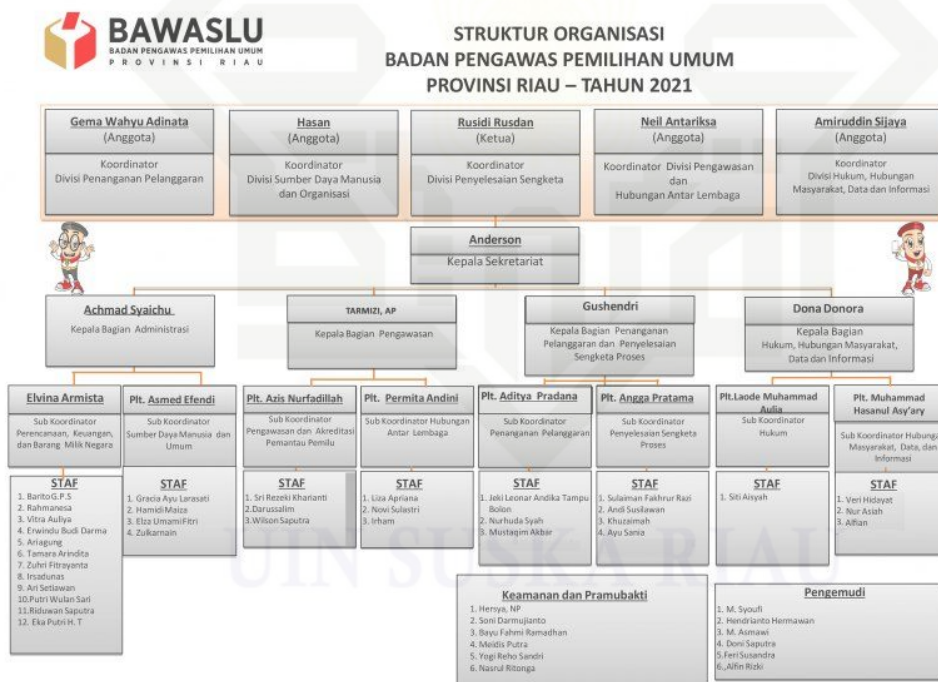 BAWASLU
BADAN PENGAWAS PEMILIHAN UMUM
PROVINSI RIAU
STRUKTUR ORGANISASI
BADAN PENGAWAS PEMILIHAN UMUM
PROVINSI RIAU – TAHUN 2021
Gema Wahyu Adinata
(Anggota)
Koordinator
Divisi Penanganan Pelanggaran
Hasan
(Anggota)
Koordinator
Divisi Sumber Daya Manusia
dan Organisasi
Rusidi Rusdan
(Ketua)
Koordinator
Divisi Penyelesaian Sengketa
Neil Antariksa
(Anggota)
Koordinator Divisi Pengawasan
dan
Hubungan Antar Lembaga
Amiruddin Sijaya
(Anggota)
Koordinator
Divisi Hukum, Hubungan
Masyarakat, Data dan Informasi
Anderson
Kepala Sekretariat
Achmad Syaichu
Kepala Bagian Administrasi
TARMIZI, AP
Kepala Bagian Pengawasan
Gushendri
Kepala Bagian Penanganan
Pelanggaran dan Penyelesaian
Sengketa Proses
Dona Donora
Kepala Bagian
Hukum, Hubungan Masyarakat,
Data dan Informasi
Elvina Armista
Sub Koordinator
Perencanaan, Keuangan,
dan Barang Milik Negara
Plt. Asmed Efendi
Sub Koordinator
Sumber Daya Manusia dan
Umum
Plt. Azis Nurfadillah
Sub Koordinator
Pengawasan dan Akreditasi
Pemantau Pemilu
Plt. Permita Andini
Sub Koordinator Hubungan
Antar Lembaga
Plt. Aditya Pradana
Sub Koordinator
Penanganan Pelanggaran
Plt. Angga Pratama
Sub Koordinator
Penyelesaian Sengketa
Proses
Plt.Laode Muhammad
Aulia
Sub Koordinator
Hukum
Plt. Muhammad
Hasanul Asy'ary
Sub Koordinator Hubunga
Masyarakat, Data, dan
Informasi
STAF
1. Barito G.P.S
2. Rahmanesa
3. Vitra Auliya
4. Erwindu Budi Darma
5. Ariagung
6. Tamara Arindita
7. Zuhri Fitrayanta
8. Irsadunas
9. Ari Setiawan
10.Putri Wulan Sari
11.Riduwan Saputra
12. Eka Putri H. T
STAF
1. Gracia Ayu Larasati
2. Hamidi Maiza
3. Elza Umami Fitri
4. Zulkarnain
STAF
1. Sri Rezeki Kharianti
2.Darussalim
3.Wilson Saputra
STAF
1. Liza Apriana
2. Novi Sulastri
3. Irham
STAF
1. Jeki Leonar Andika Tampu
Bolon
2. Nurhuda Syah
3. Mustaqim Akbar
STAF
1. Sulaiman Fakhrur Razi
2. Andi Susilawan
3. Khuzaimah
4. Ayu Sania
STAF
1. Siti Aisyah
STAF
1. Veri Hidayat
2. Nur Asiah
3. Alfian
UIN SUSKA RIAU
Keamanan dan Pramubakti
1. Hersya, NP
2. Soni Darmujianto
3. Bayu Fahmi Ramadhan
4. Meidis Putra
5. Yogi Reho Sandri
6. Nasrul Ritonga
Pengemudi
1. M. Syoufi
2. Hendrianto Hermawan
3. M. Asmawi
4. Doni Saputra
5.Feri Susandra
6.,Alfin Rizki